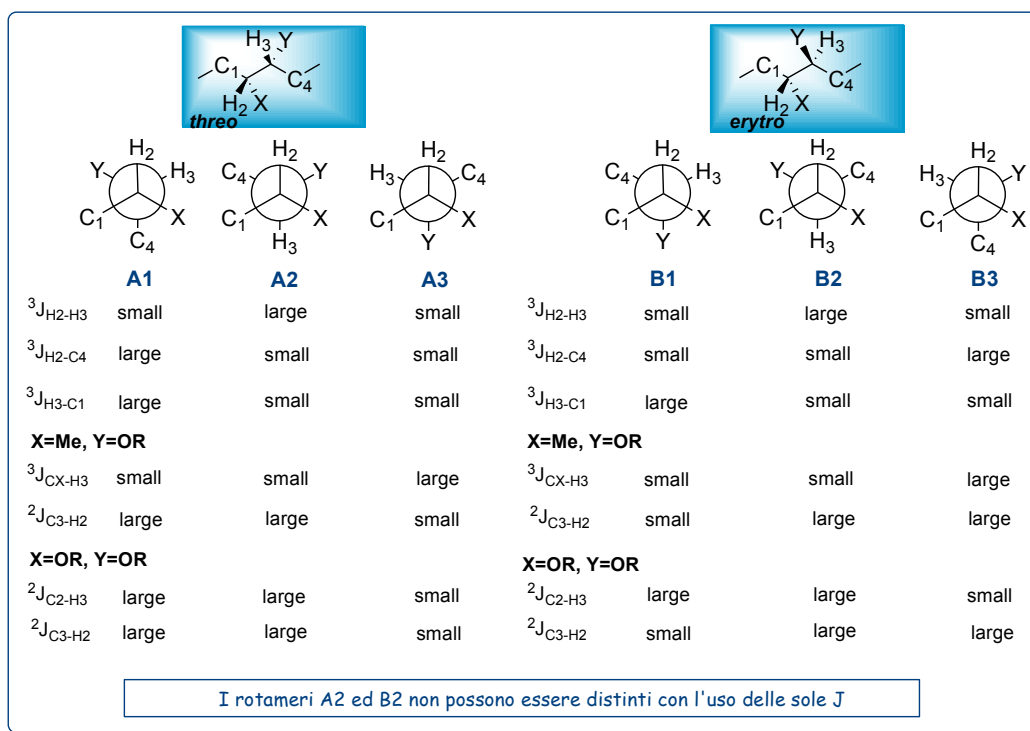 H3 Y
C1
C4
H2 X
threo
Y H3
C1
C4
H2 X
erytro
H2
Y H3
C1 X
C4
H2
C4 Y
C1 X
H3
H2
H3 C4
C1 X
Y
H2
C4 H3
C1 X
Y
H2
Y C4
C1 X
H3
H2
H3 Y
C1 X
C4
A1 A2 A3 B1 B2 B3
3JH2-H3 small large small 3JH2-H3 small large small
3JH2-C4 large small small 3JH2-C4 small small large
3JH3-C1 large small small 3JH3-C1 large small small
X=Me, Y=OR X=Me, Y=OR
3JCX-H3 small small large 3JCX-H3 small small large
2JC3-H2 large large small 2JC3-H2 small large large
X=OR, Y=OR X=OR, Y=OR
2JC2-H3 large large small 2JC2-H3 large large small
2JC3-H2 large large small 2JC3-H2 small large large
I rotameri A2 ed B2 non possono essere distinti con l'uso delle sole J